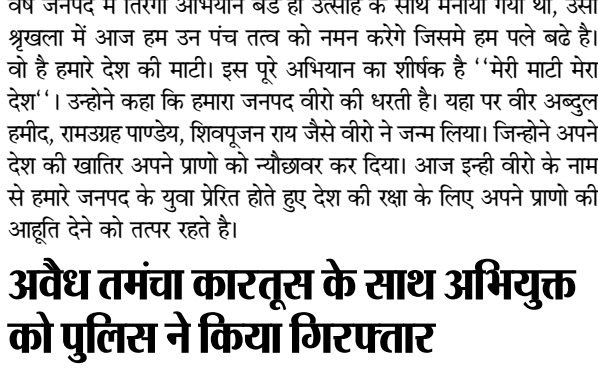 वर्ष जनपद में तिरंगा अभियान बडे ही उत्साह के साथ मनाया गया था, उसी
श्रृखला में आज हम उन पंच तत्व को नमन करेगे जिसमे हम पले बढे है।
वो है हमारे देश की माटी। इस पूरे अभियान का शीर्षक है ‘‘मेरी माटी मेरा
देश‘‘। उन्होने कहा कि हमारा जनपद वीरो की धरती है। यहा पर वीर अब्दुल
हमीद, रामउग्रह पाण्डेय, शिवपूजन राय जैसे वीरो ने जन्म लिया। जिन्होने अपने
देश की खातिर अपने प्राणो को न्यौछावर कर दिया। आज इन्ही वीरो के नाम
से हमारे जनपद के युवा प्रेरित होते हुए देश की रक्षा के लिए अपने प्राणो की
आहूति देने को तत्पर रहते है।
अवैध तमंचा कारतूस के साथ अभियुक्त
को पुलिस ने किया गिरफ्तार